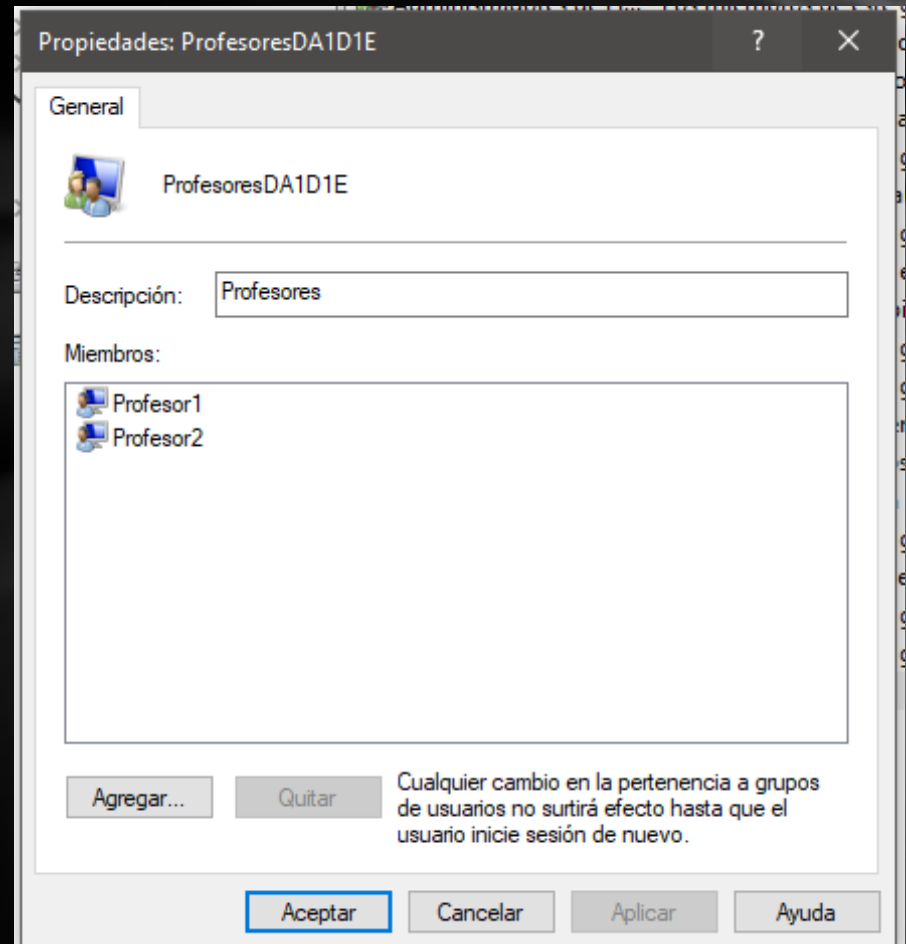 Propiedades: ProfesoresDA1D1E
General
ProfesoresDA1D1E
Descripción: Profesores
Miembros:
Profesor1
Profesor2
Agregar...
Quitar
Cualquier cambio en la pertenencia a grupos
de usuarios no surtirá efecto hasta que el
usuario inicie sesión de nuevo.
Aceptar
Cancelar
Aplicar
Ayuda